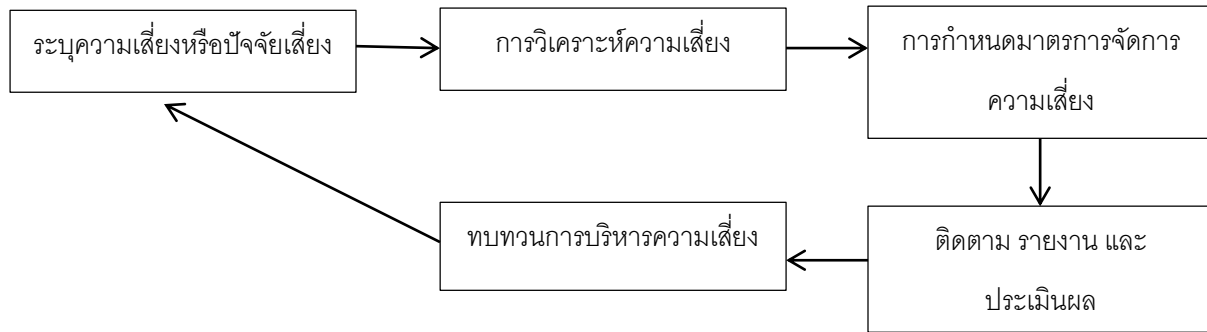 ระบุความเสี่ยงหรือปัจจัยเสี่ยง
การวิเคราะห์ความเสี่ยง
การกำหนดมาตรการจัดการ
ความเสี่ยง
ติดตาม รายงาน และ
ประเมินผล
ทบทวนการบริหารความเสี่ยง